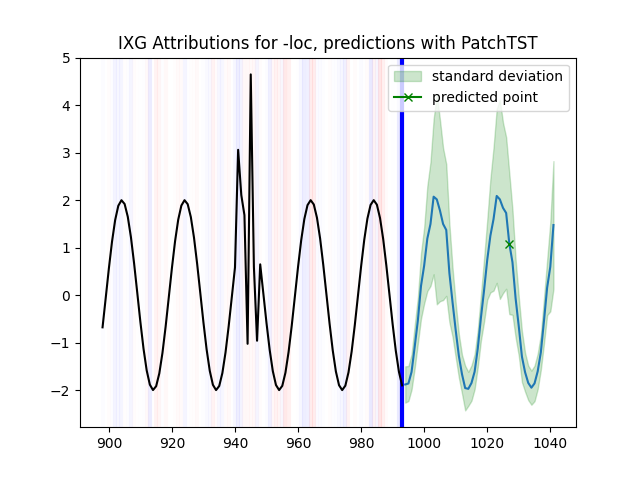 IXG Attributions for -loc, predictions with PatchTST
standard deviation
predicted point
5
4
3
2
1
0
−1
−2
900 920 940 960 980 1000 1020 1040